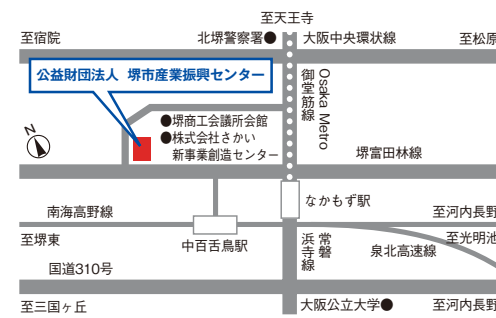 至天王寺
至宿院
北堺警察署●
大阪中央環状線
至松原
公益財団法人 堺市産業振興センター
御堂筋線
Osaka Metro
●堺商工会議所会館
●株式会社さかい
新事業創造センター
N
堺富田林線
なかもず駅
南海高野線
至河内長野
至堺東
中百舌鳥駅
常磐
浜寺線
泉北高速線
至光明池
国道310号
至三国ヶ丘
大阪公立大学●
至河内長野